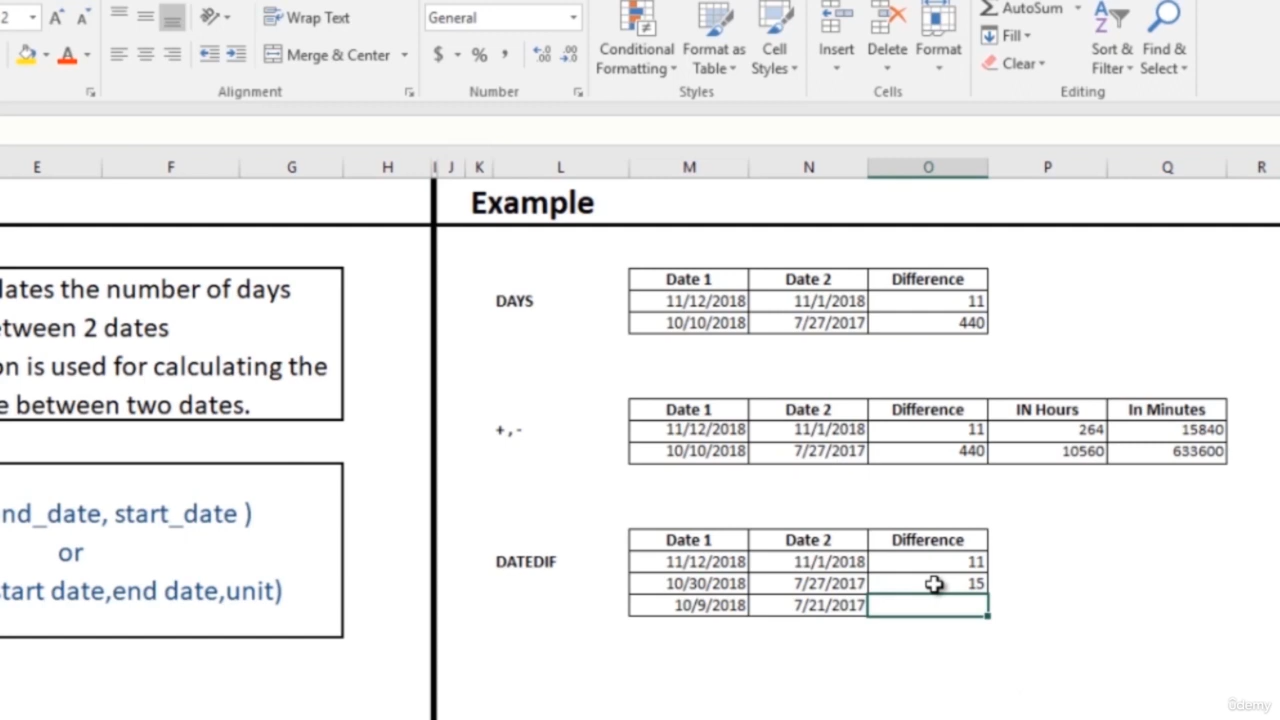 2 A A Wrap Text General AutoSum
Fill
$ % , .00 Merge & Center Clear
Conditional Formatting Format as Table Cell Styles Insert Delete Format Sort & Filter Find & Select
Alignment Number Styles Cells Editing
E F G H I J K L M N O P Q R
Example
lates the number of days
etween 2 dates
on is used for calculating the
e between two dates.
nd_date, start_date )
or
start date,end date,unit)
Date 1 Date 2 Difference
DAYS 11/12/2018 11/1/2018 11
10/10/2018 7/27/2017 440
Date 1 Date 2 Difference IN Hours In Minutes
+,- 11/12/2018 11/1/2018 11 264 15840
10/10/2018 7/27/2017 440 10560 633600
Date 1 Date 2 Difference
DATEDIF 11/12/2018 11/1/2018 11
10/30/2018 7/27/2017 15
10/9/2018 7/21/2017
ûdemy